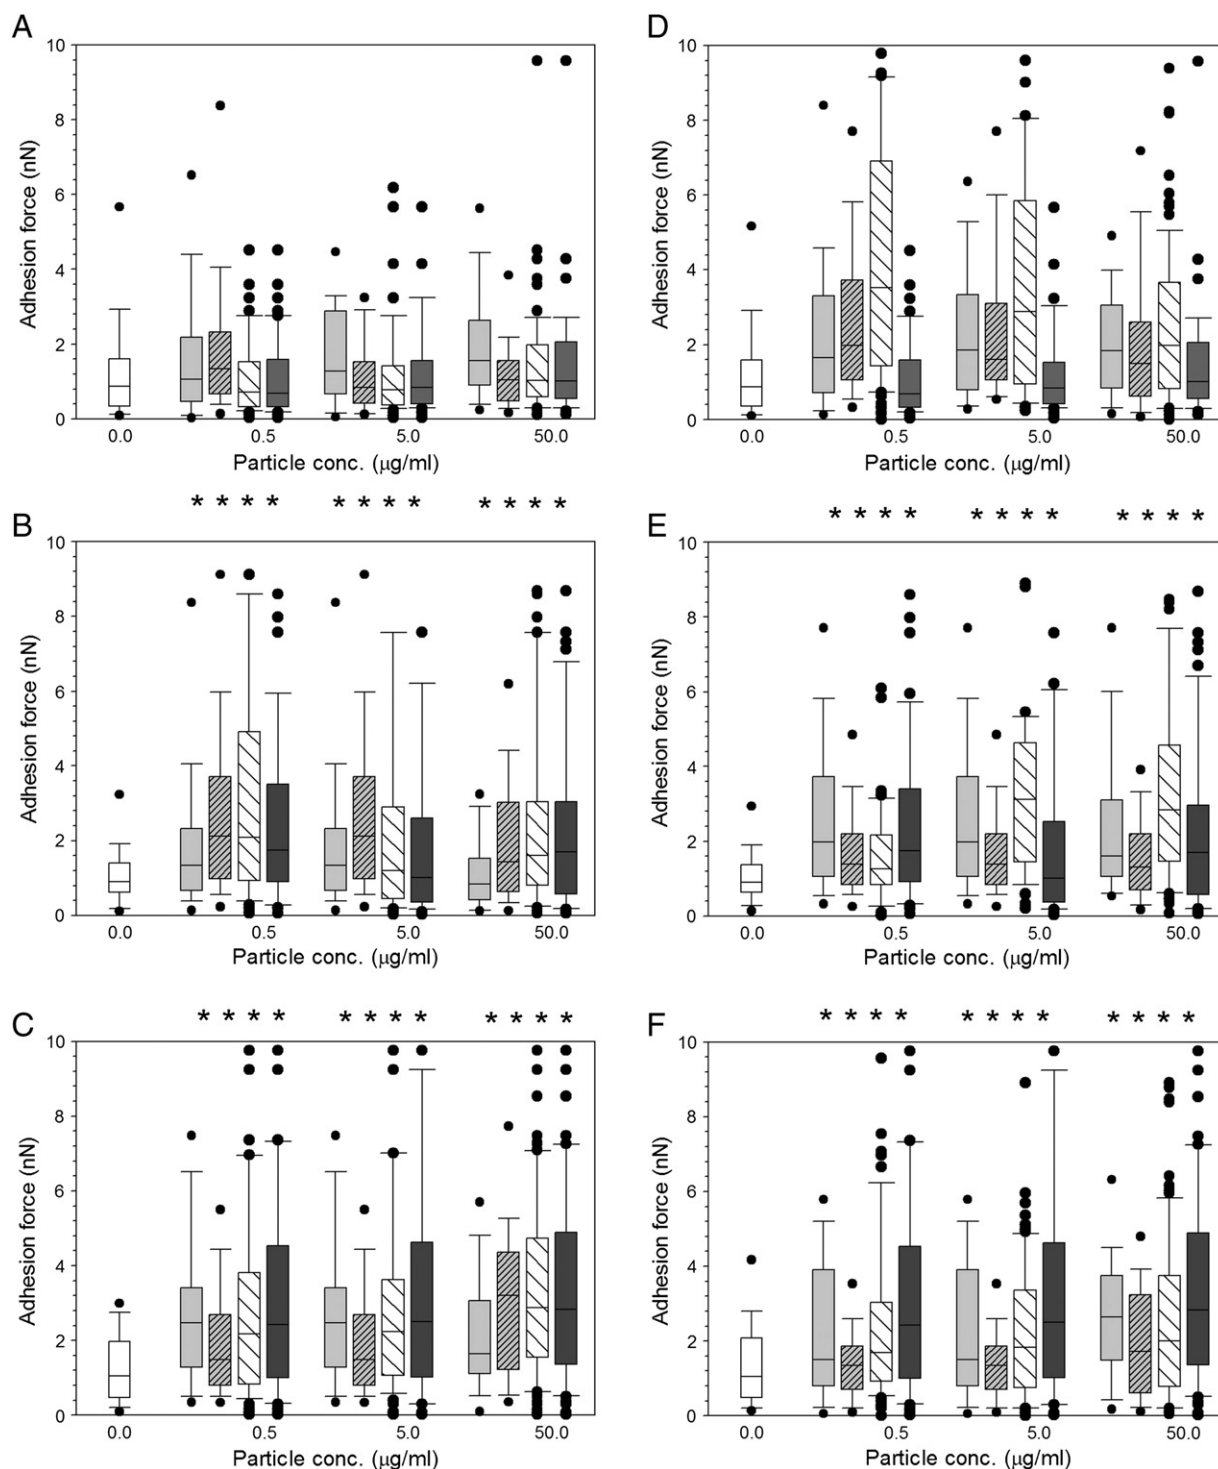 A
10
8
6
4
2
0
Adhesion force (nN)
0.0 0.5 5.0 50.0
Particle conc. (μg/ml)
D
10
8
6
4
2
0
Adhesion force (nN)
0.0 0.5 5.0 50.0
Particle conc. (μg/ml)
B
* * * * * * * * * * * *
10
8
6
4
2
0
Adhesion force (nN)
0.0 0.5 5.0 50.0
Particle conc. (μg/ml)
E
* * * * * * * * * * * *
10
8
6
4
2
0
Adhesion force (nN)
0.0 0.5 5.0 50.0
Particle conc. (μg/ml)
C
* * * * * * * * * * * *
10
8
6
4
2
0
Adhesion force (nN)
0.0 0.5 5.0 50.0
Particle conc. (μg/ml)
F
* * * * * * * * * * * *
10
8
6
4
2
0
Adhesion force (nN)
0.0 0.5 5.0 50.0
Particle conc. (μg/ml)